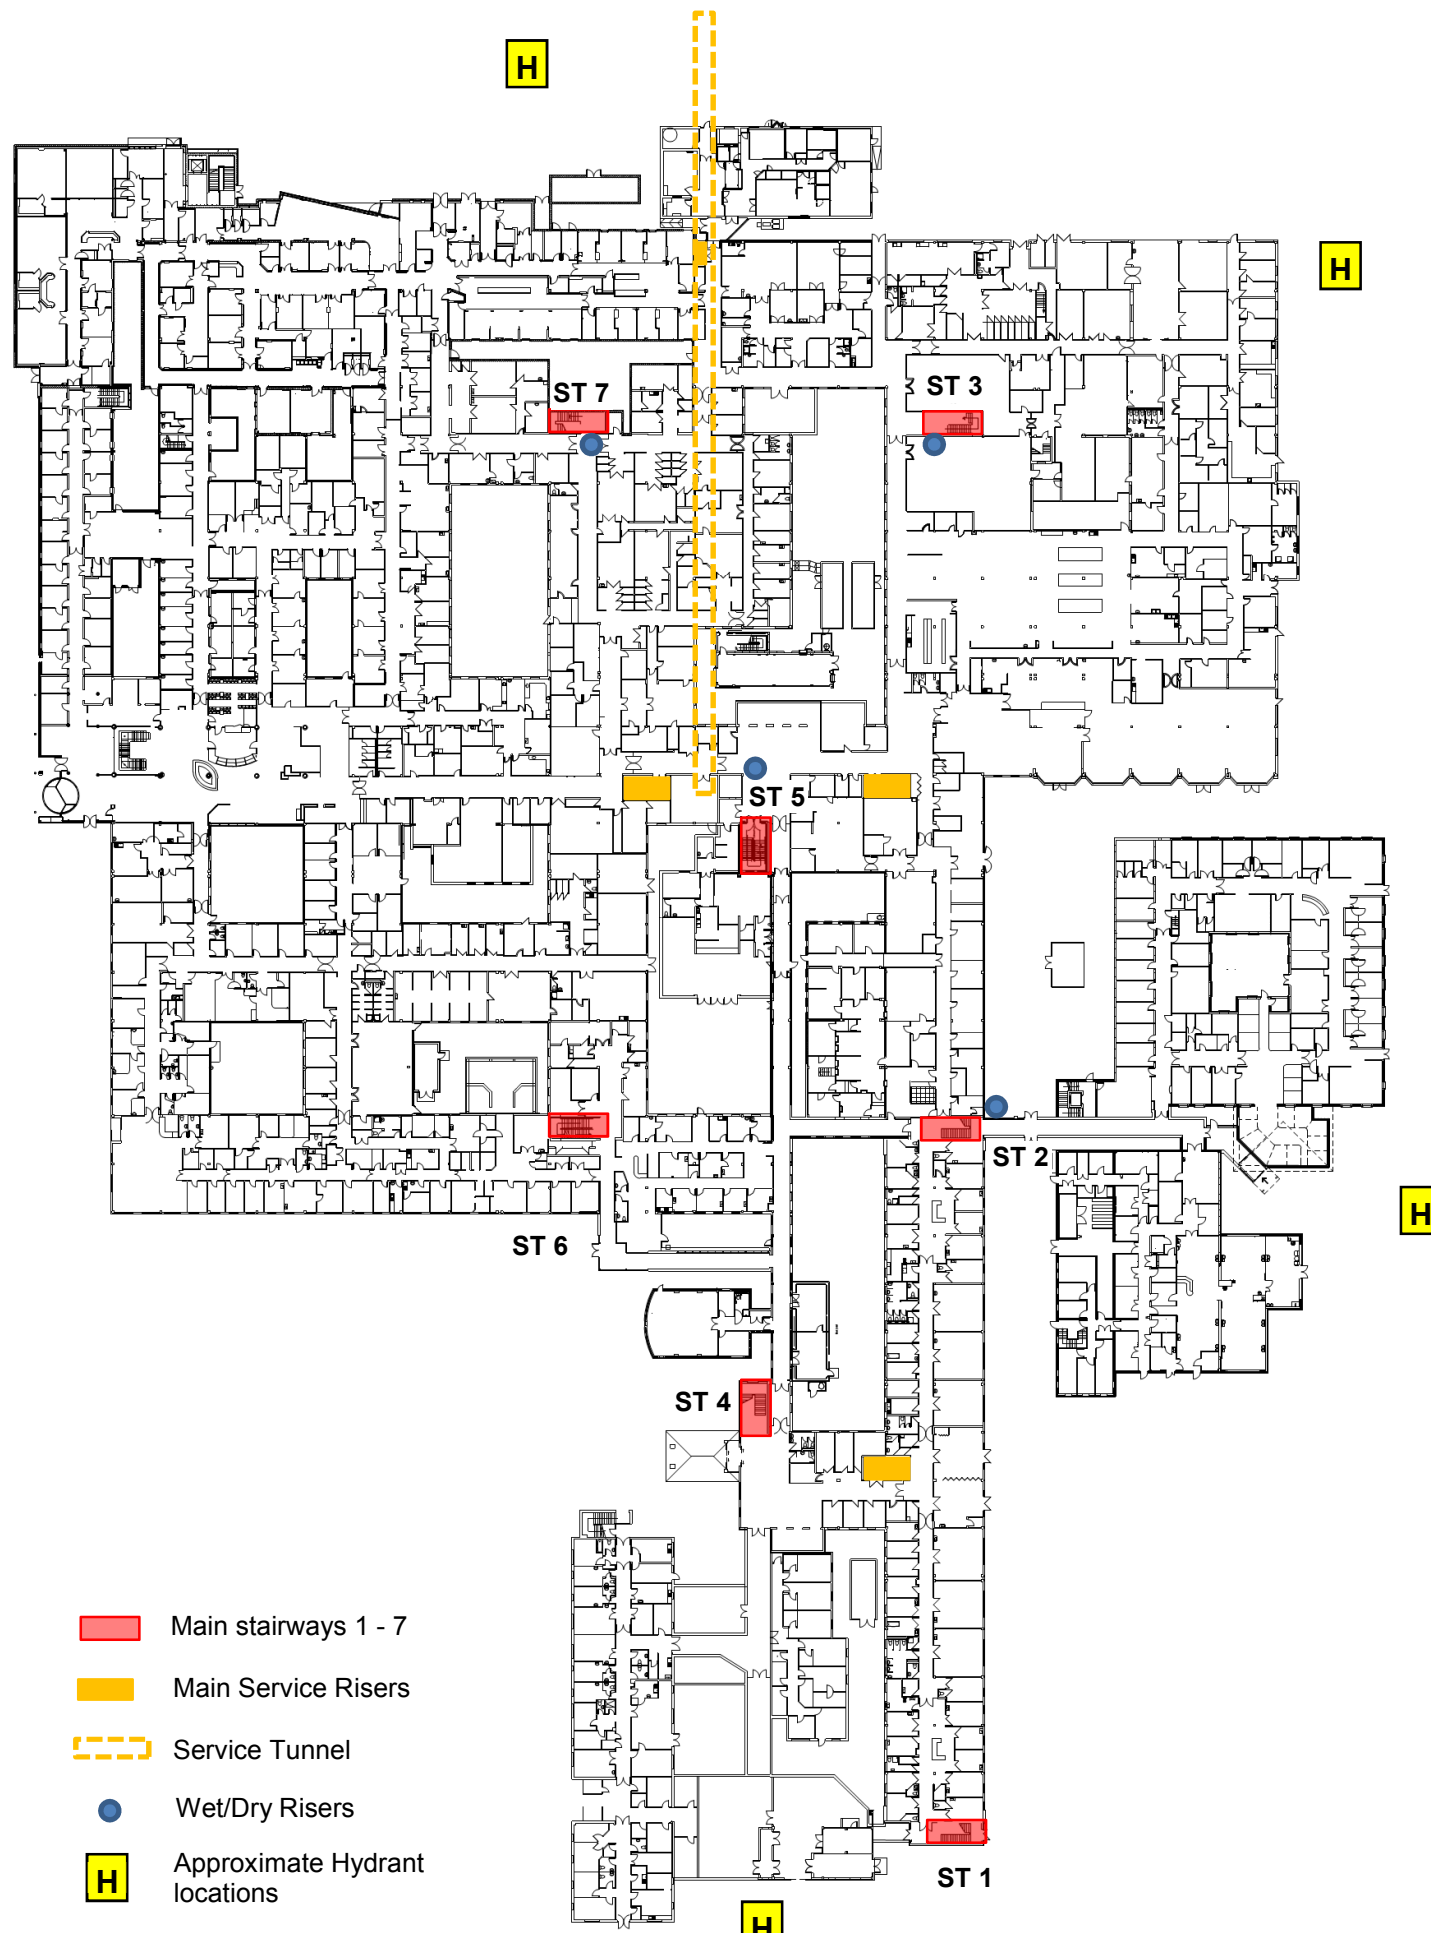 H
H
ST 7
ST 3
ST 5
ST 2
H
ST 6
ST 4
Main stairways 1 - 7
Main Service Risers
Service Tunnel
Wet/Dry Risers
H
Approximate Hydrant
locations
ST 1
H